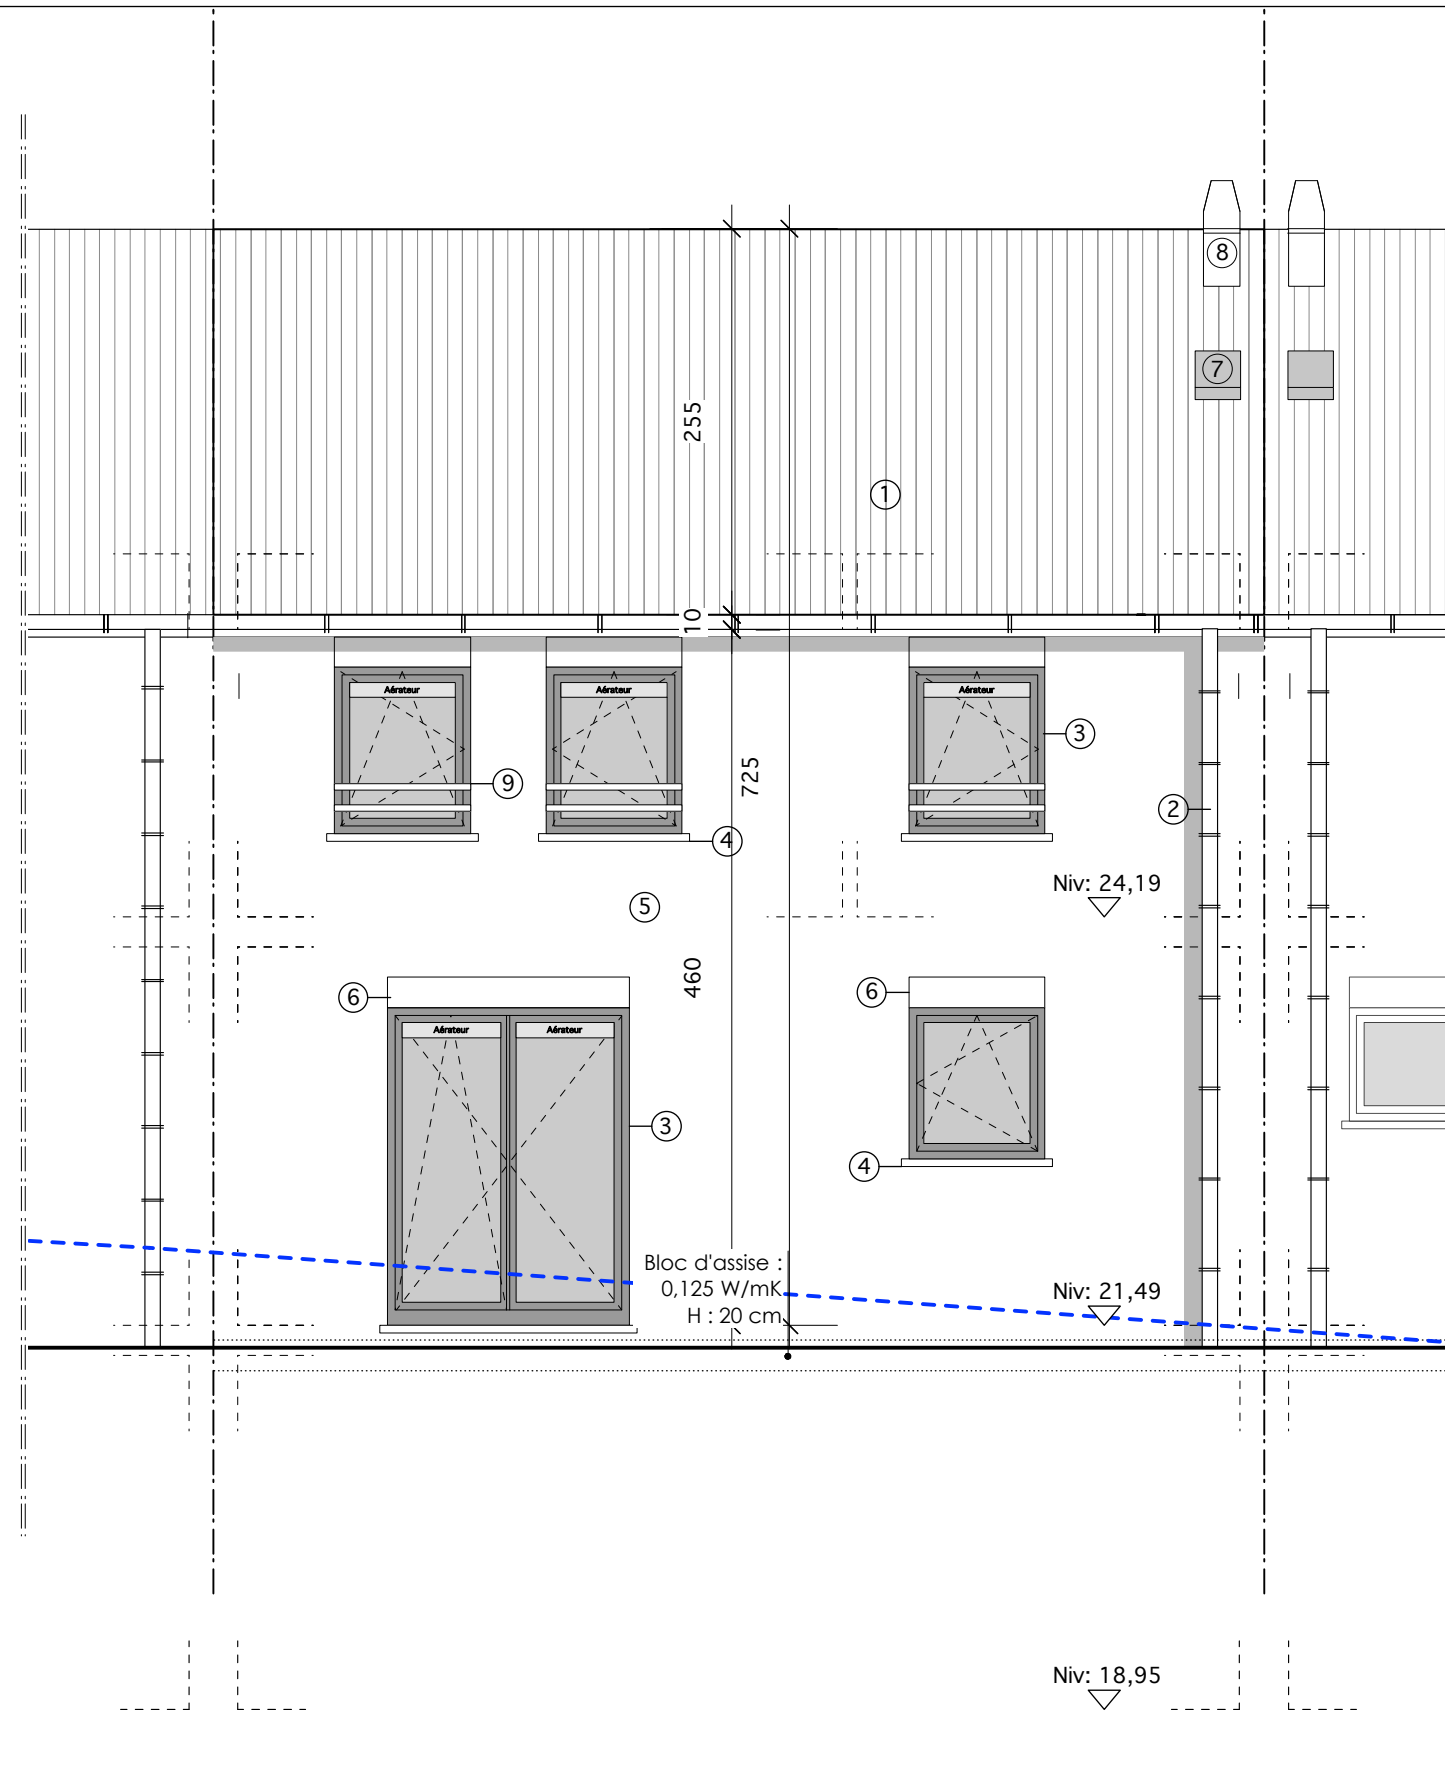 8
7
255
1
10
Aérateur
Aérateur
Aérateur
3
9
725
2
4
Niv: 24,19
5
460
6
6
Aérateur
Aérateur
3
4
Bloc d'assise :
0,125 W/mK
H : 20 cm
Niv: 21,49
Niv: 18,95